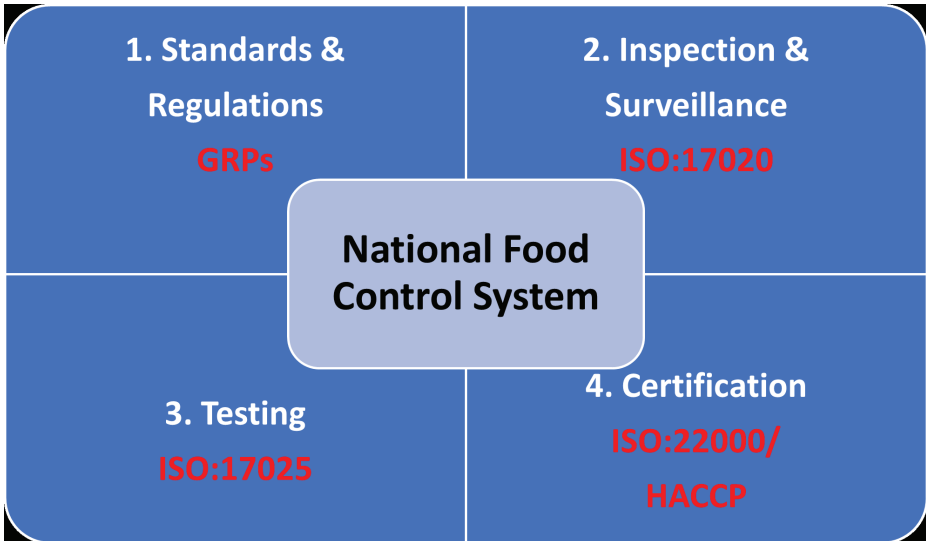 1. Standards &
Regulations
GRPs
2. Inspection &
Surveillance
ISO:17020
National Food
Control System
3. Testing
ISO:17025
4. Certification
ISO:22000/
HACCP